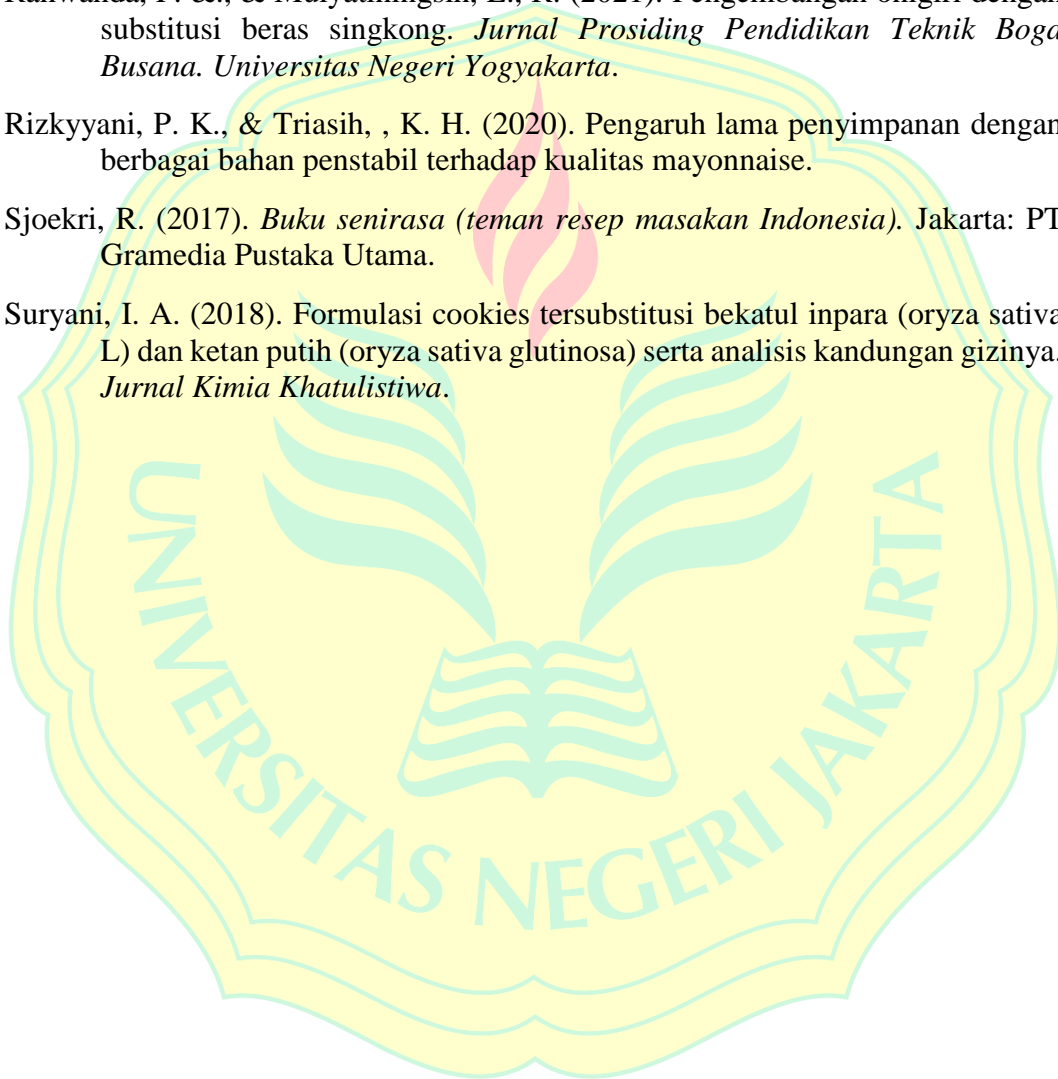 substitusi beras singkong. Jurnal Prosiding Pendidikan Teknik Boga
Busana. Universitas Negeri Yogyakarta.
Rizkyyani, P. K., & Triasih, , K. H. (2020). Pengaruh lama penyimpanan dengan
berbagai bahan penstabil terhadap kualitas mayonnaise.
Sjoekri, R. (2017). Buku senirasa (teman resep masakan Indonesia). Jakarta: PT
Gramedia Pustaka Utama.
Suryani, I. A. (2018). Formulasi cookies tersubstitusi bekatul inpara (oryza sativa
L) dan ketan putih (oryza sativa glutinosa) serta analisis kandungan gizinya.
Jurnal Kimia Khatulistiwa.
UNIVERSITAS NEGERI JAKARTA